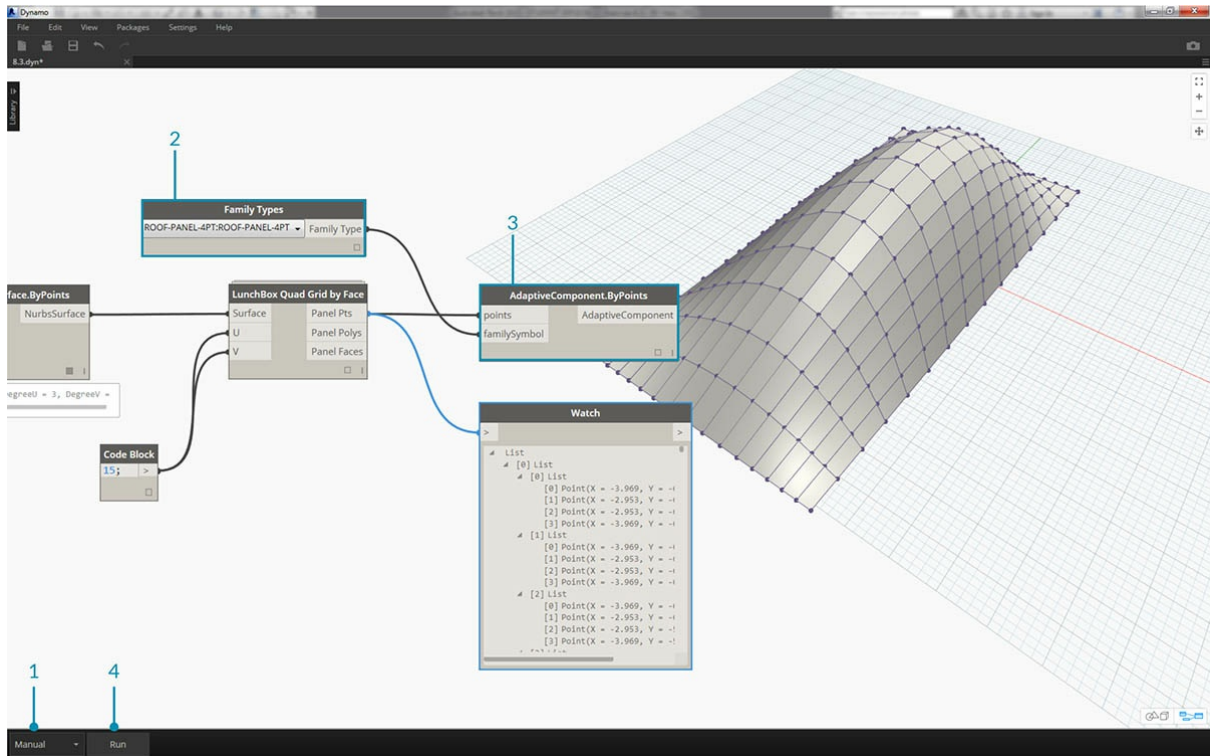 Dynamo
File Edit View Packages Settings Help
8.3.dyn*
Library
2
Family Types
ROOF-PANEL-4PT:ROOF-PANEL-4PT Family Type
3
face.ByPoints
NurbsSurface
LunchBox Quad Grid by Face
Surface Panel Pts
U Panel Polys
V Panel Faces
AdaptiveComponent.ByPoints
points AdaptiveComponent
familySymbol
egreeU = 3, DegreeV =
Code Block
15; >
Watch
> >
List
[0] List
[0] List
[0] Point(X = -3.969, Y = -
[1] Point(X = -2.953, Y = -
[2] Point(X = -2.953, Y = -
[3] Point(X = -3.969, Y = -
[1] List
[0] Point(X = -3.969, Y = -
[1] Point(X = -2.953, Y = -
[2] Point(X = -2.953, Y = -
[3] Point(X = -3.969, Y = -
[2] List
[0] Point(X = -3.969, Y = -
[1] Point(X = -2.953, Y = -
[2] Point(X = -2.953, Y = -
[3] Point(X = -3.969, Y = -
1
4
Manual Run